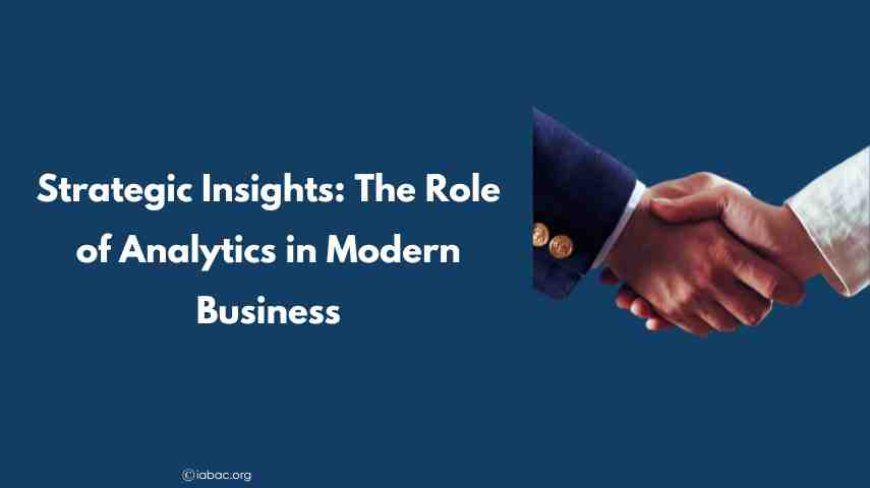 Strategic Insights: The Role
of Analytics in Modern
Business
©iabac.org